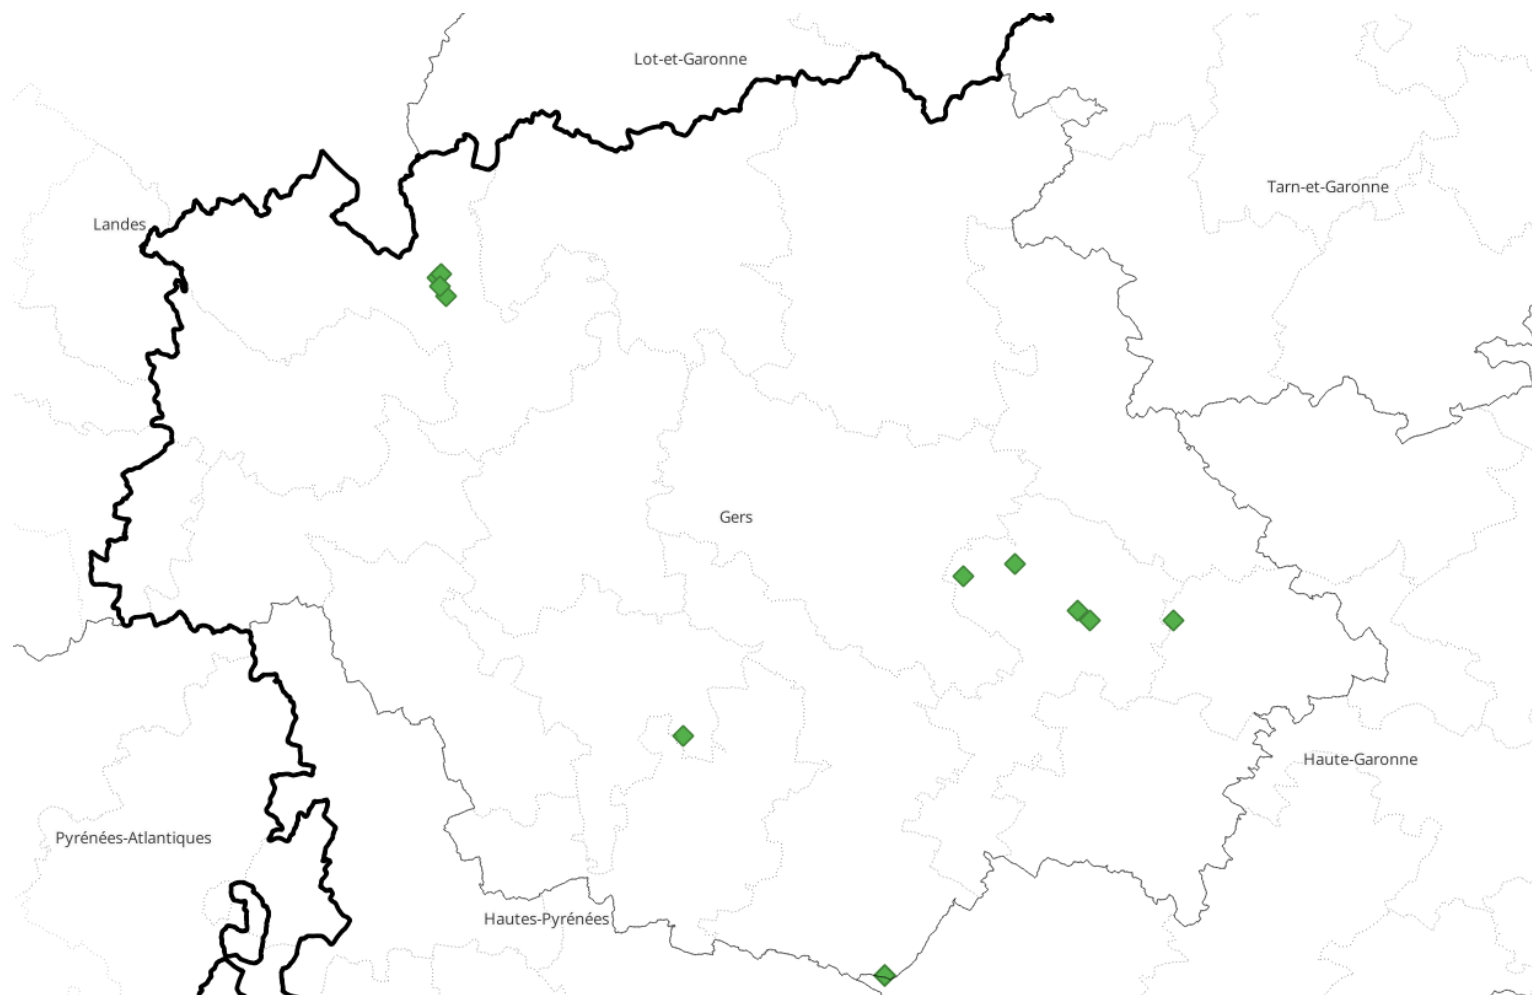 Lot-et-Garonne
Tarn-et-Garonne
Landes
Gers
Haute-Garonne
Pyrénées-Atlantiques
Hautes-Pyrénées